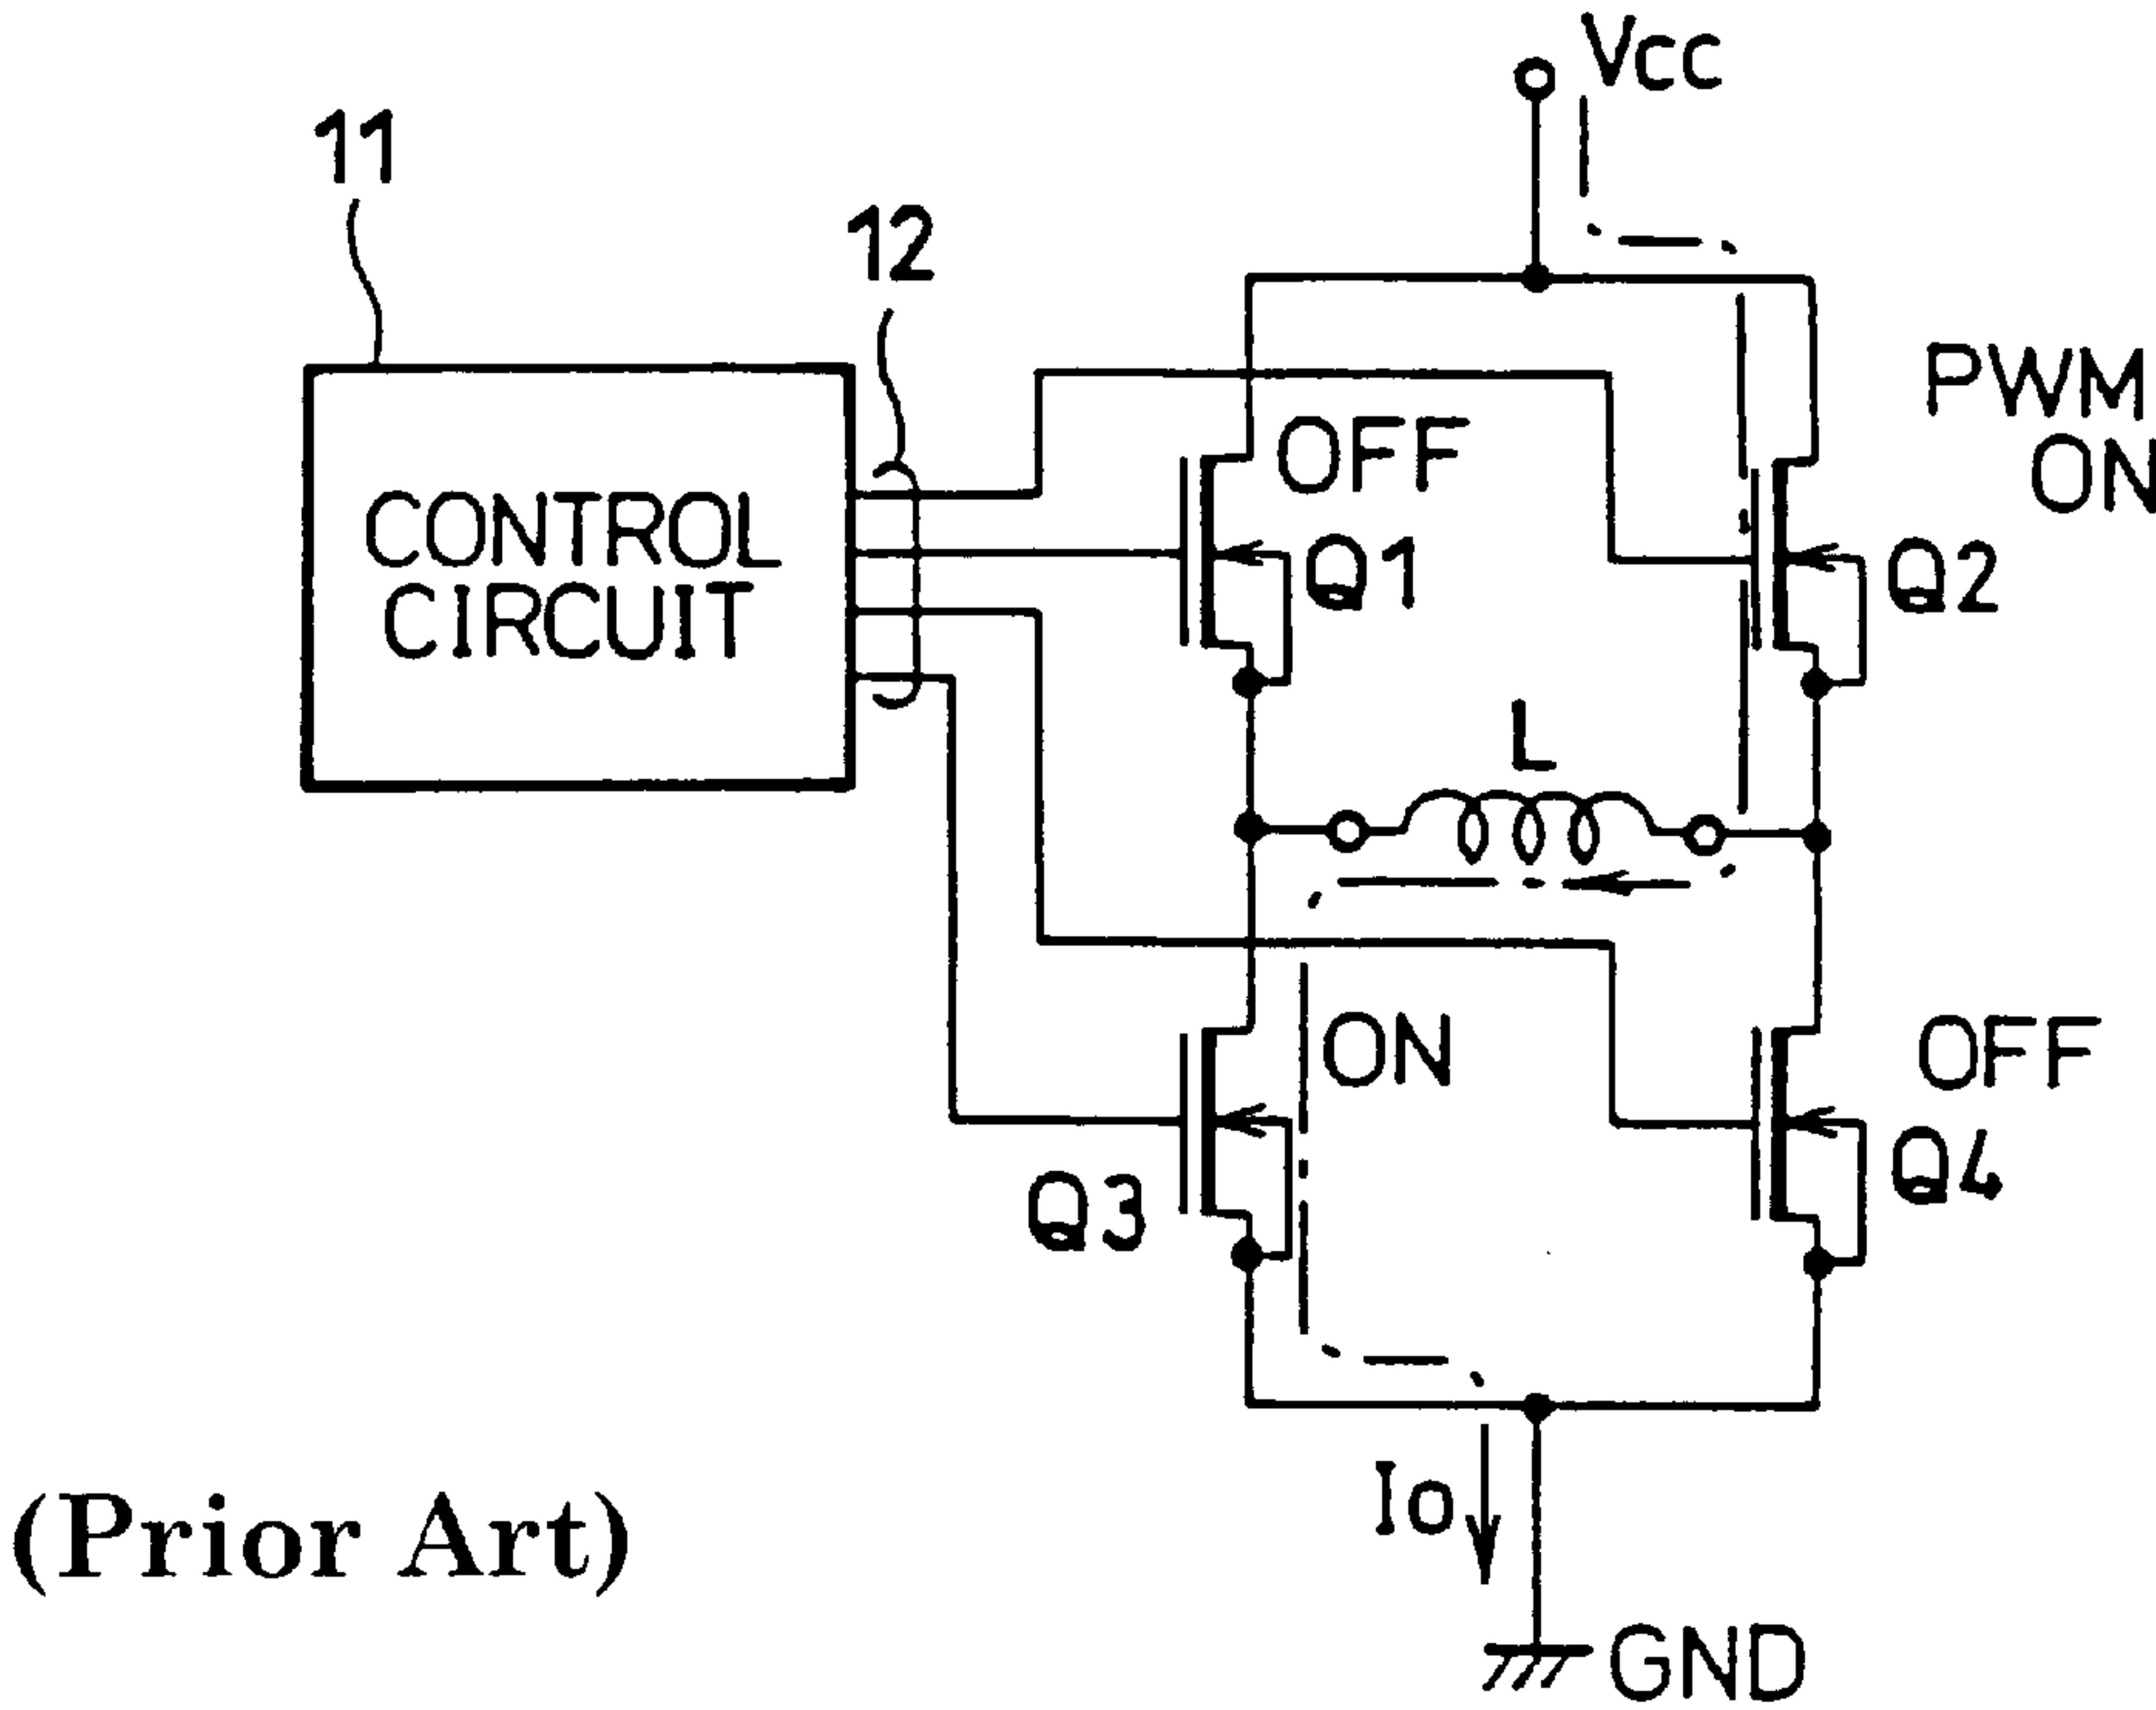 Vcc
11
12
PWM
ON
OFF
CONTROL
CIRCUIT
Q1
Q2
L
ON
OFF
Q3
Q4
Io
(Prior Art)
GND